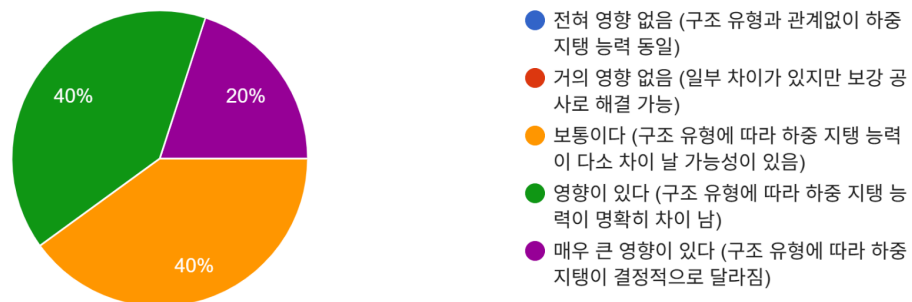 40%
20%
40%
전혀 영향 없음 (구조 유형과 관계없이 하중
지탱 능력 동일)
거의 영향 없음 (일부 차이가 있지만 보강 공
사로 해결 가능)
보통이다 (구조 유형에 따라 하중 지탱 능력
이 다소 차이 날 가능성이 있음)
영향이 있다 (구조 유형에 따라 하중 지탱 능
력이 명확히 차이 남)
매우 큰 영향이 있다 (구조 유형에 따라 하중
지탱이 결정적으로 달라짐)